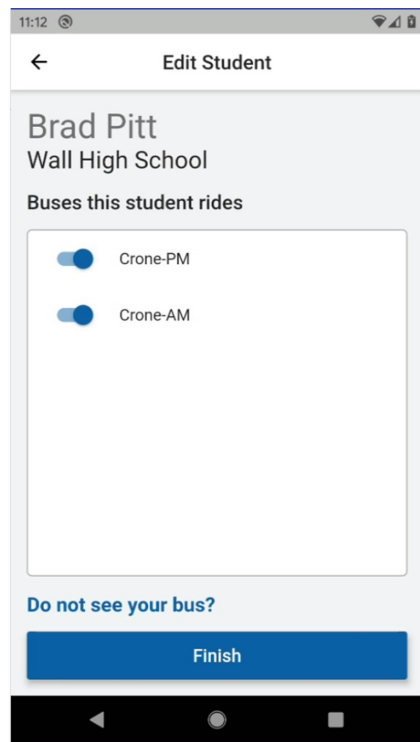 11:12
Edit Student
Brad Pitt
Wall High School
Buses this student rides
Crone-PM
Crone-AM
Do not see your bus?
Finish